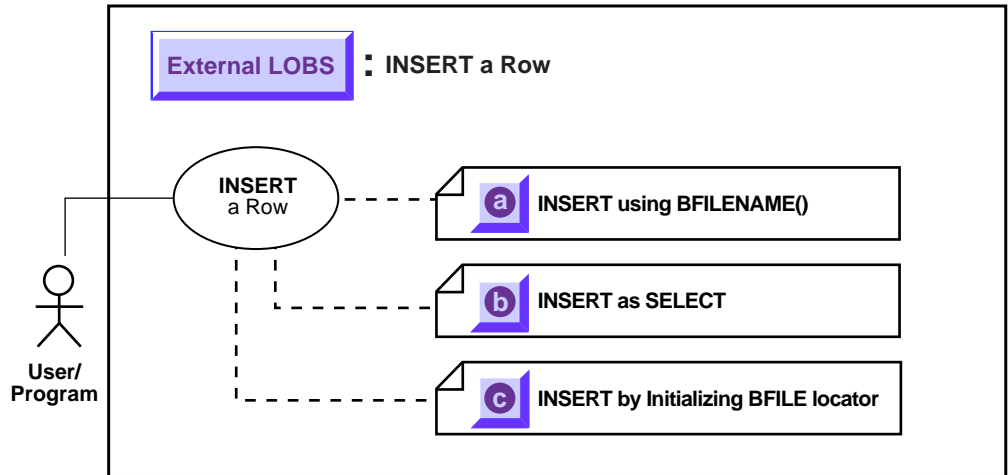 External LOBS : INSERT a Row
INSERT
a Row
a INSERT using BFILENAME()
b INSERT as SELECT
User/
Program
c INSERT by Initializing BFILE locator